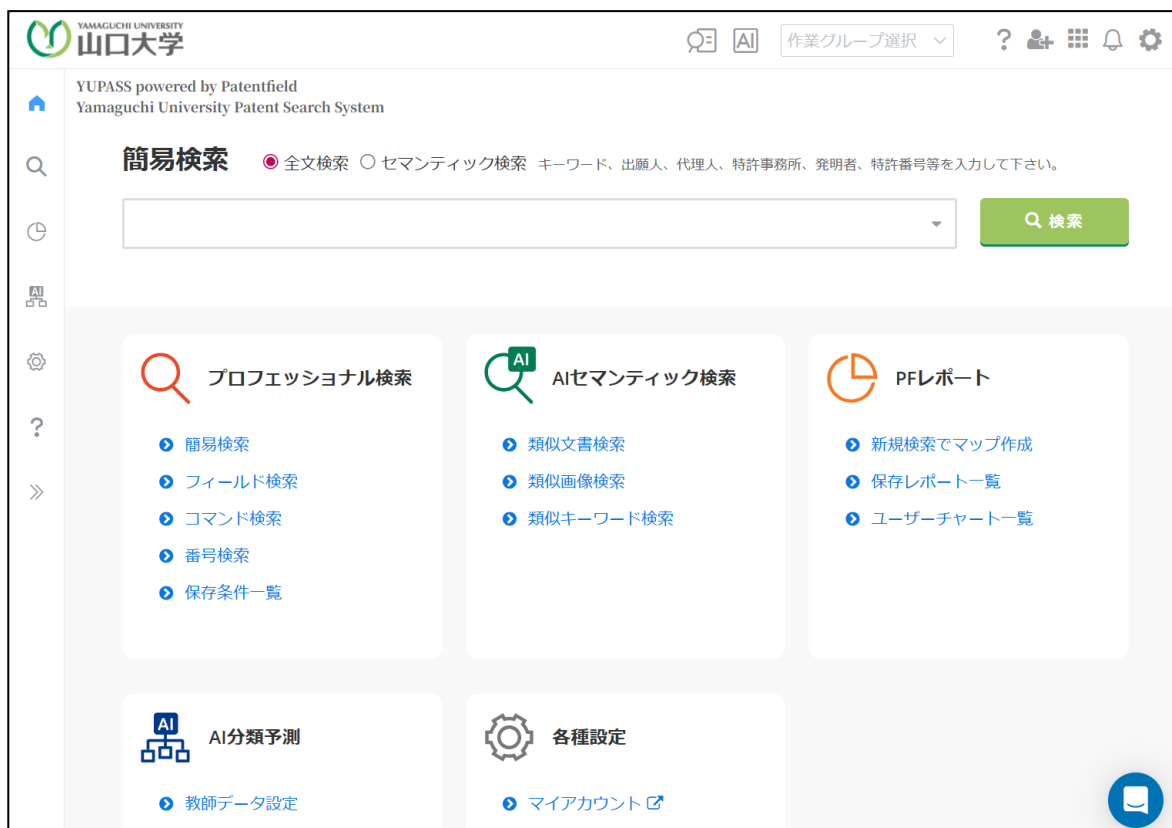 YAMAGUCHI UNIVERSITY
山口大学
AI
作業グループ選択
?
YUPASS powered by Patentfield
Yamaguchi University Patent Search System
簡易検索
全文検索
セマンティック検索
キーワード、出願人、代理人、特許事務所、発明者、特許番号等を入力して下さい。
検索
AI
?
プロフェッショナル検索
簡易検索
フィールド検索
コマンド検索
番号検索
保存条件一覧
AI
AIセマンティック検索
類似文書検索
類似画像検索
類似キーワード検索
PFレポート
新規検索でマップ作成
保存レポート一覧
ユーザーチャート一覧
AI
AI分類予測
教師データ設定
各種設定
マイアカウント